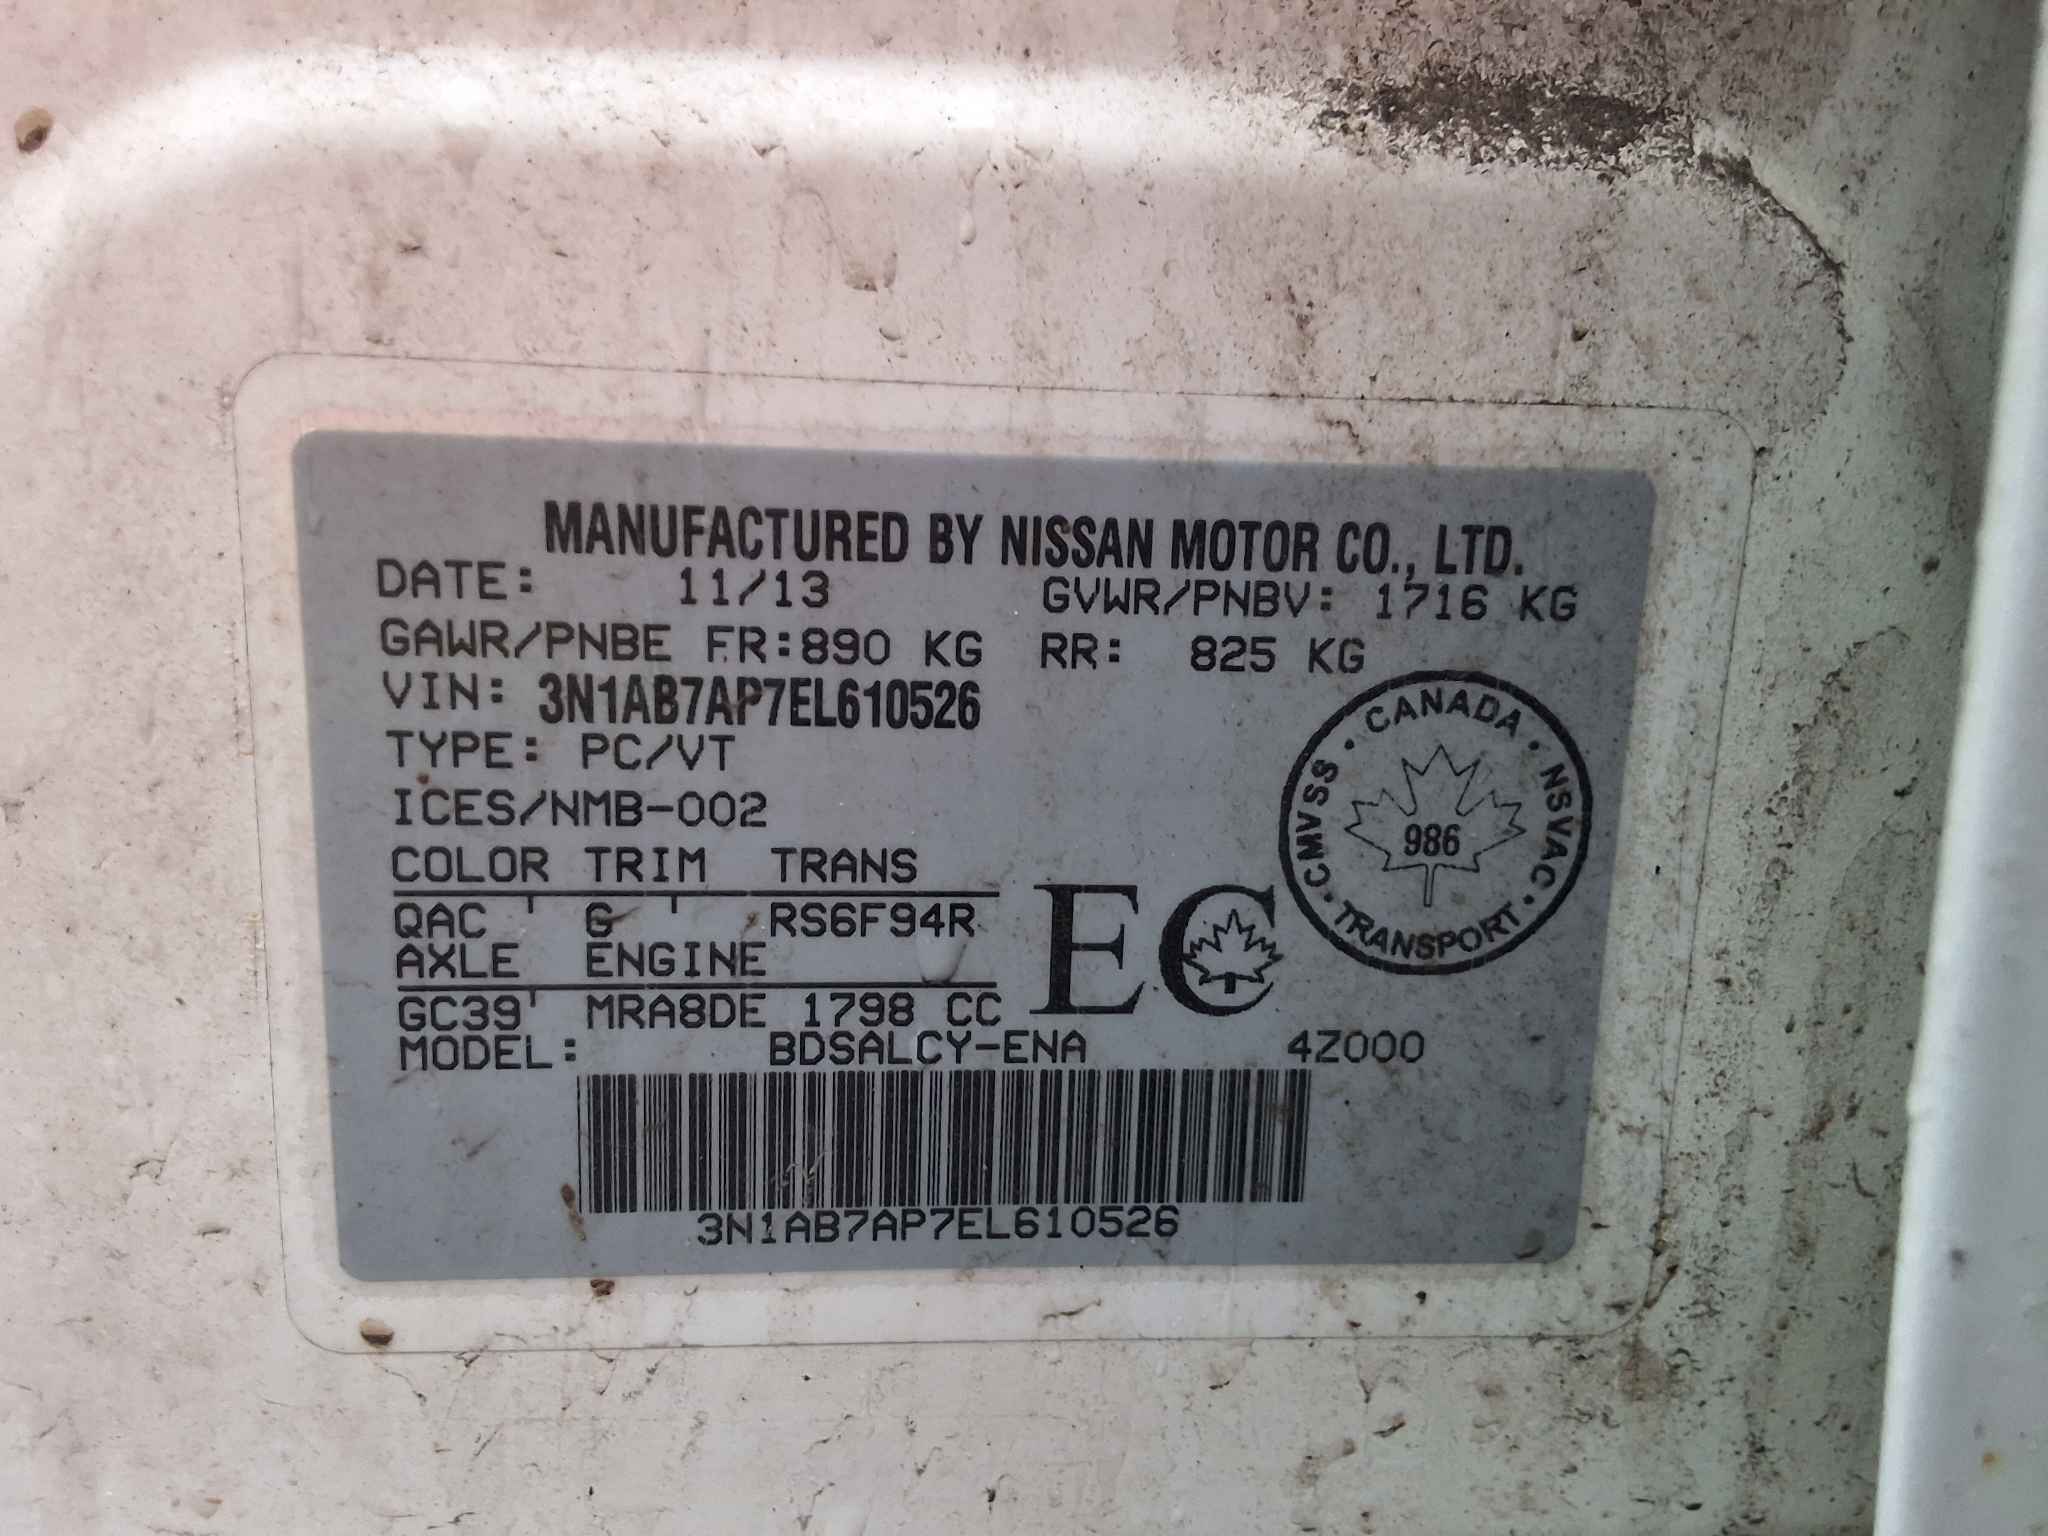 MANUFACTURED BY NISSAN MOTOR CO., LTD.
DATE: 11/13 GVWR/PNBV: 1716 KG
GAWR/PNBE FR:890 KG RR: 825 KG
VIN: 3N1AB7AP7EL610526
TYPE: PC/VT
ICES/NMB-002
COLOR TRIM TRANS
QAC ' G ' RS6F94R
AXLE ENGINE
GC39' MRA8DE 1798 CC
MODEL: BDSALCY-ENA 4Z000
3N1AB7AP7EL610526
EC
CANADA · NSVAC · TRANSPORT · CMVSS ·
986